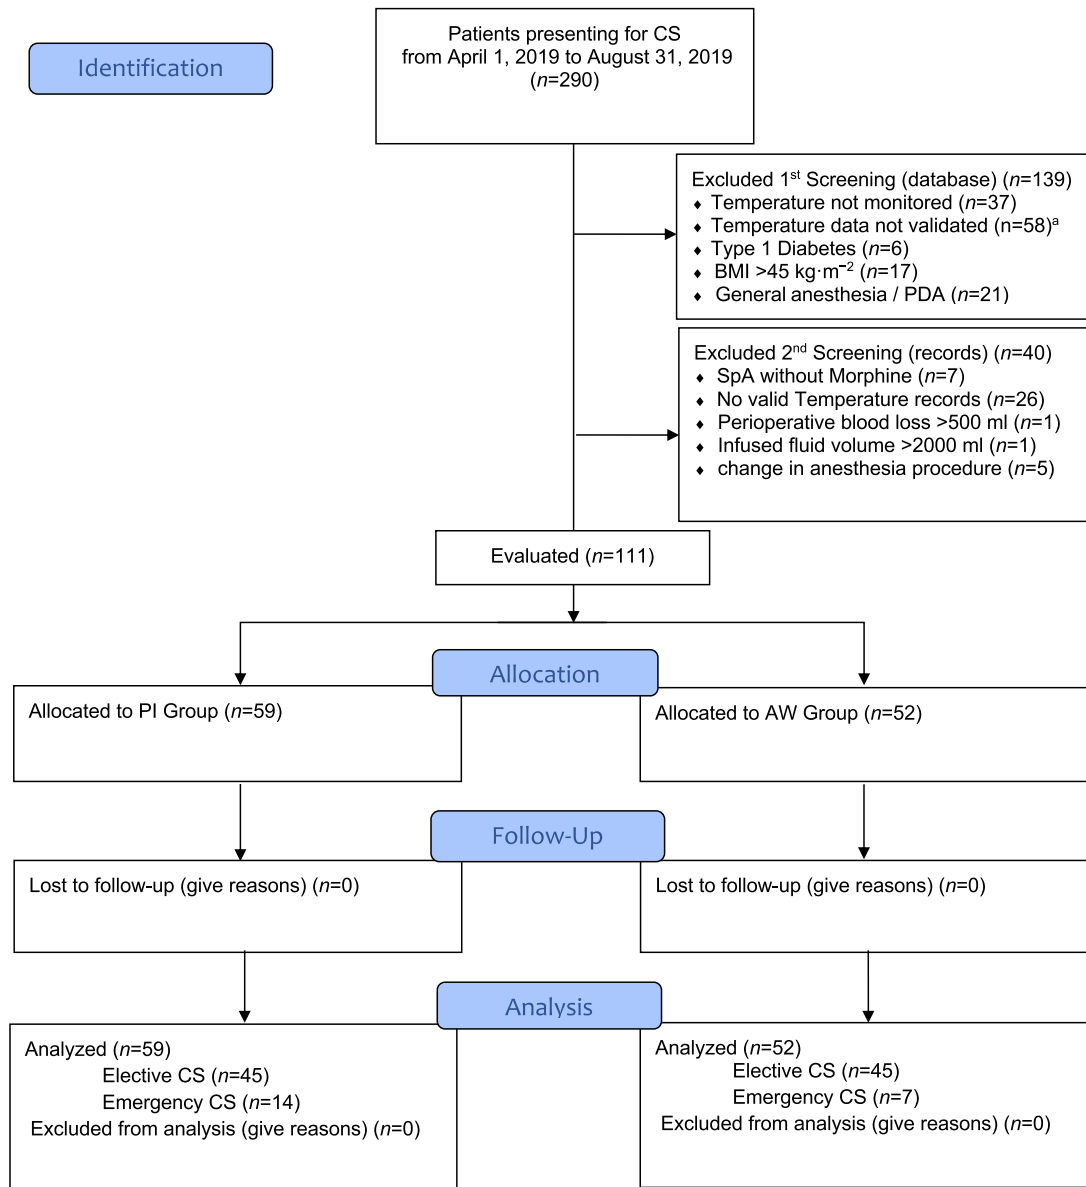 Identification
Patients presenting for CS
from April 1, 2019 to August 31, 2019
(n=290)
Excluded 1st Screening (database) (n=139)
♦ Temperature not monitored (n=37)
♦ Temperature data not validated (n=58)a
♦ Type 1 Diabetes (n=6)
♦ BMI >45 kg·m−2 (n=17)
♦ General anesthesia / PDA (n=21)
Excluded 2nd Screening (records) (n=40)
♦ SpA without Morphine (n=7)
♦ No valid Temperature records (n=26)
♦ Perioperative blood loss >500 ml (n=1)
♦ Infused fluid volume >2000 ml (n=1)
♦ change in anesthesia procedure (n=5)
Evaluated (n=111)
Allocation
Allocated to PI Group (n=59)
Allocated to AW Group (n=52)
Follow-Up
Lost to follow-up (give reasons) (n=0)
Lost to follow-up (give reasons) (n=0)
Analysis
Analyzed (n=59)
Elective CS (n=45)
Emergency CS (n=14)
Excluded from analysis (give reasons) (n=0)
Analyzed (n=52)
Elective CS (n=45)
Emergency CS (n=7)
Excluded from analysis (give reasons) (n=0)